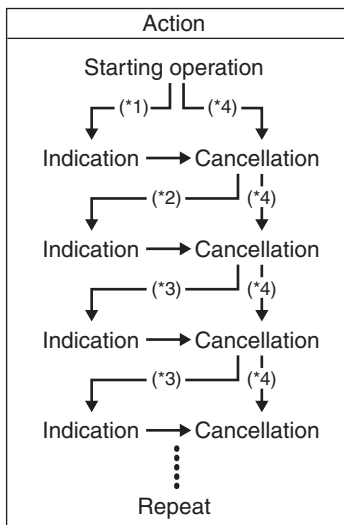 Action
Starting operation
(*1) (*4)
Indication Cancellation
(*2) (*4)
Indication Cancellation
(*3) (*4)
Indication Cancellation
(*3) (*4)
Indication Cancellation
Repeat